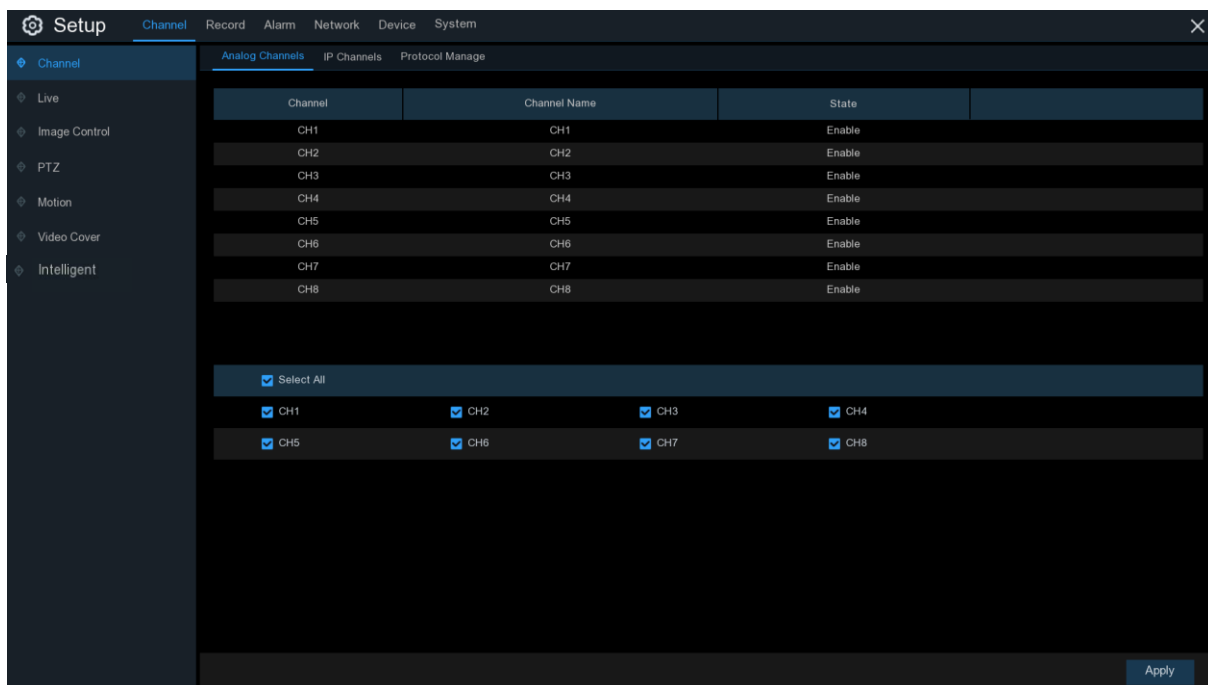 Setup Channel Record Alarm Network Device System
Channel
Live
Image Control
PTZ
Motion
Video Cover
Intelligent
Analog Channels IP Channels Protocol Manage
Channel Channel Name State
CH1 CH1 Enable
CH2 CH2 Enable
CH3 CH3 Enable
CH4 CH4 Enable
CH5 CH5 Enable
CH6 CH6 Enable
CH7 CH7 Enable
CH8 CH8 Enable
Select All
CH1 CH2 CH3 CH4
CH5 CH6 CH7 CH8
Apply